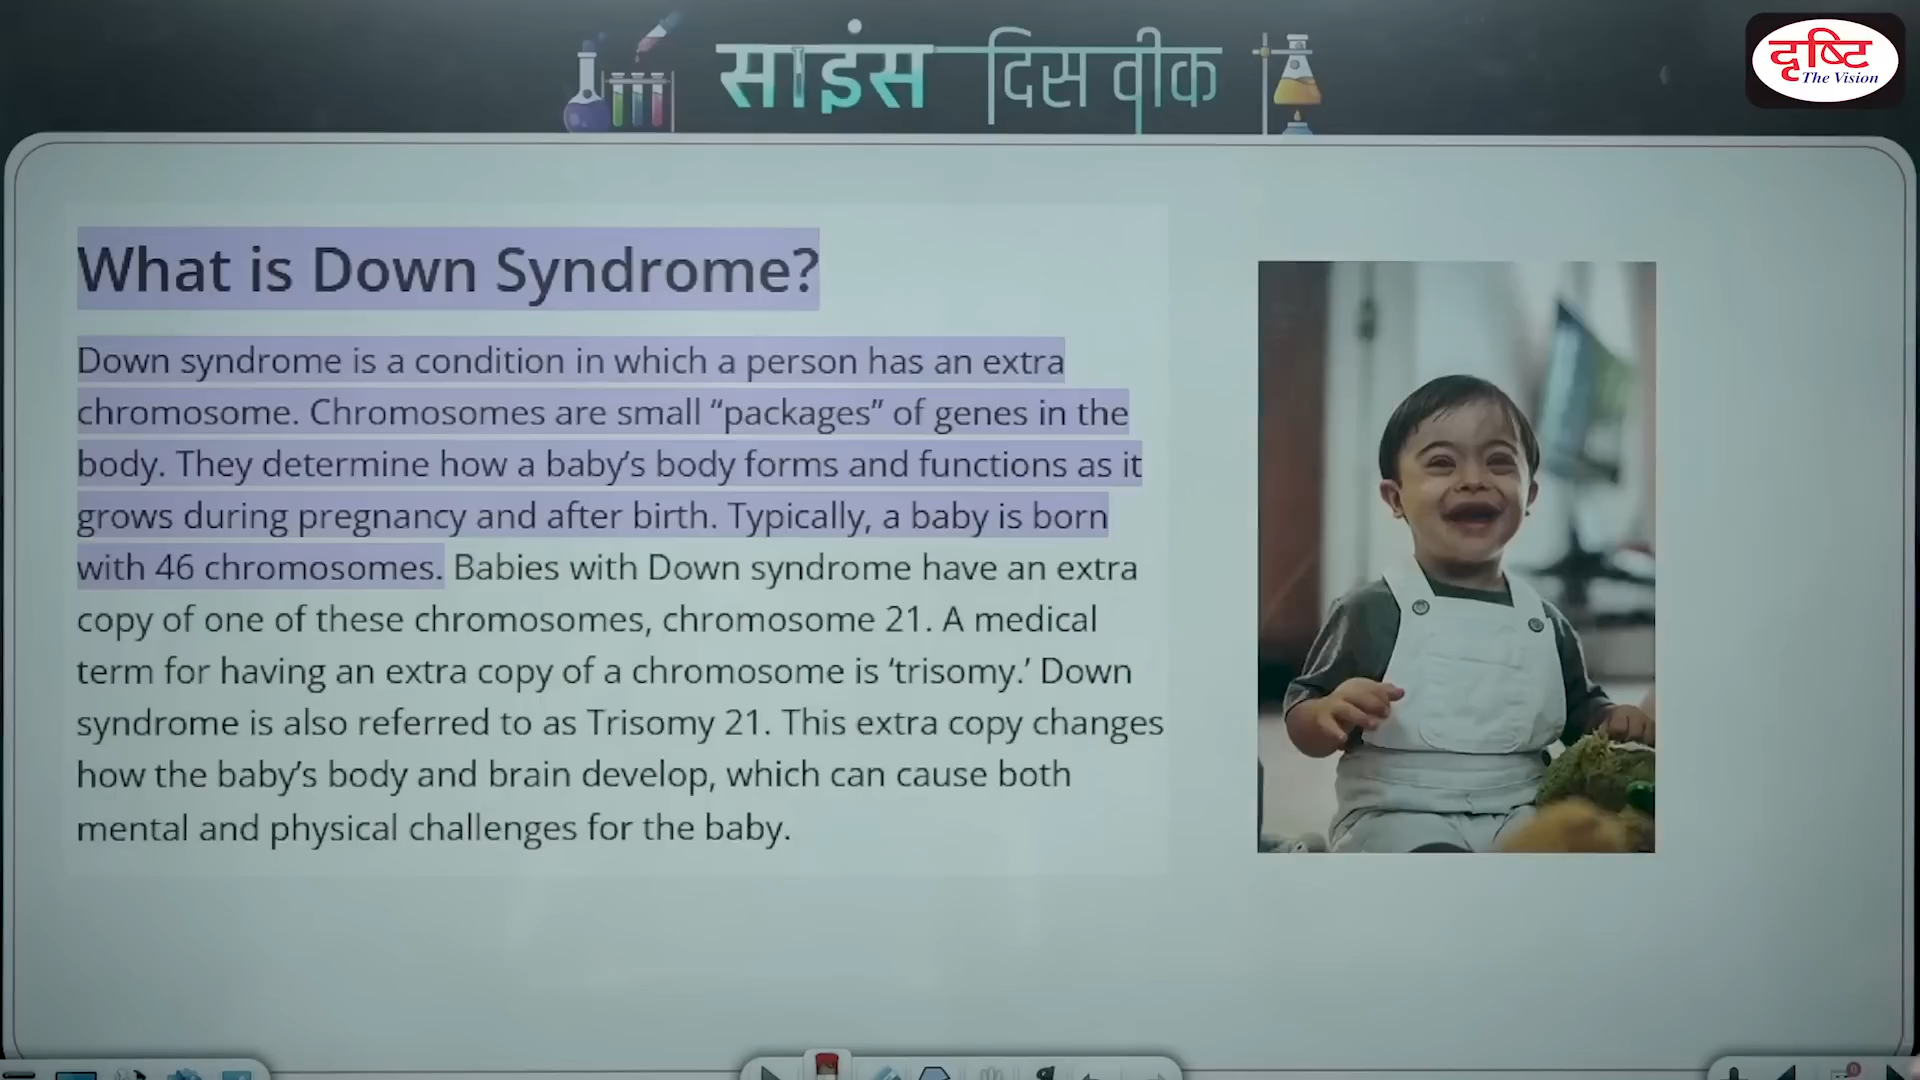 साइंस दिस वीक
दृष्टि
The Vision
What is Down Syndrome?
Down syndrome is a condition in which a person has an extra
chromosome. Chromosomes are small “packages” of genes in the
body. They determine how a baby’s body forms and functions as it
grows during pregnancy and after birth. Typically, a baby is born
with 46 chromosomes. Babies with Down syndrome have an extra
copy of one of these chromosomes, chromosome 21. A medical
term for having an extra copy of a chromosome is ‘trisomy.’ Down
syndrome is also referred to as Trisomy 21. This extra copy changes
how the baby’s body and brain develop, which can cause both
mental and physical challenges for the baby.